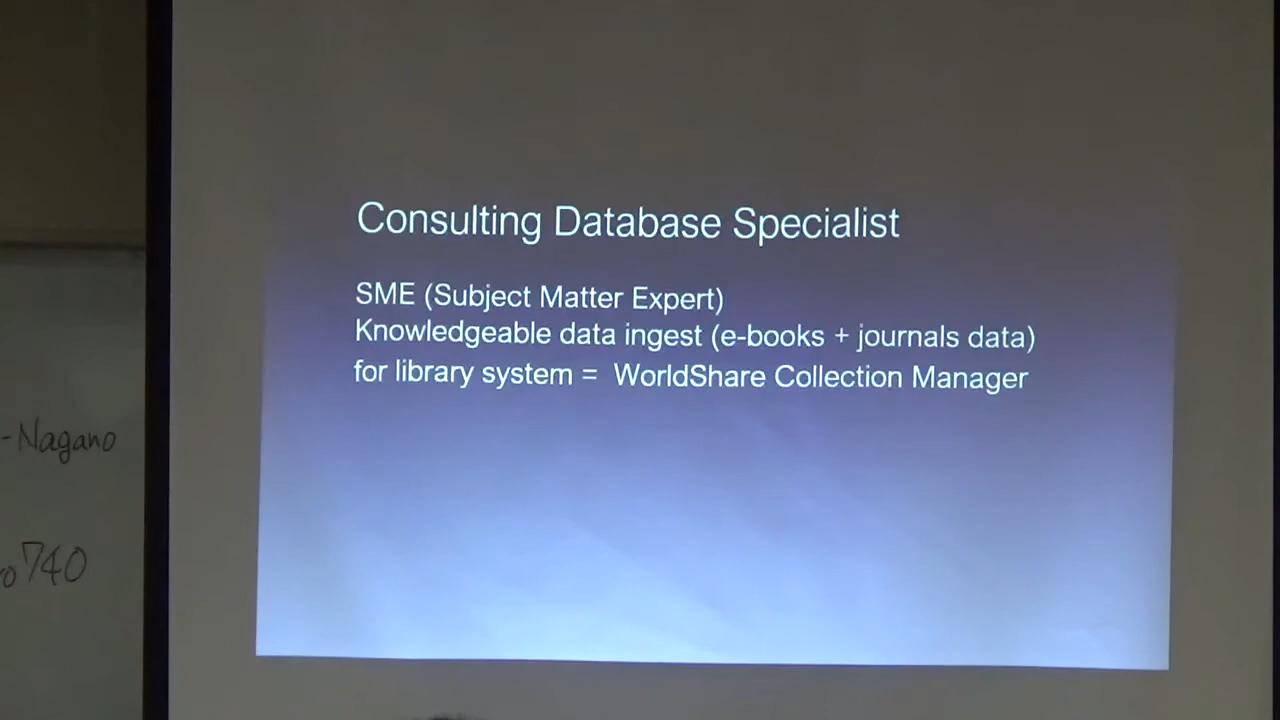 Consulting Database Specialist
SME (Subject Matter Expert)
Knowledgeable data ingest (e-books + journals data)
for library system = WorldShare Collection Manager
-Nagano
o740